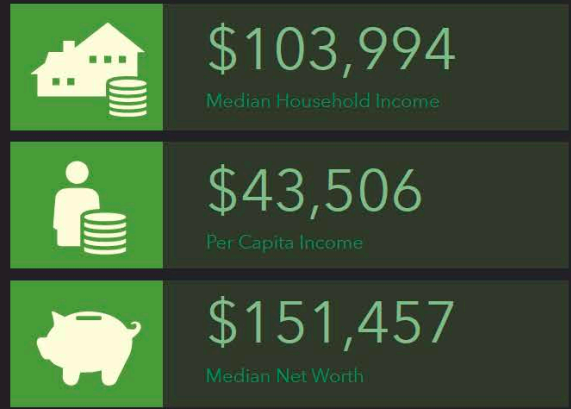 $103,994
Median Household Income
$43,506
Per Capita Income
$151,457
Median Net Worth